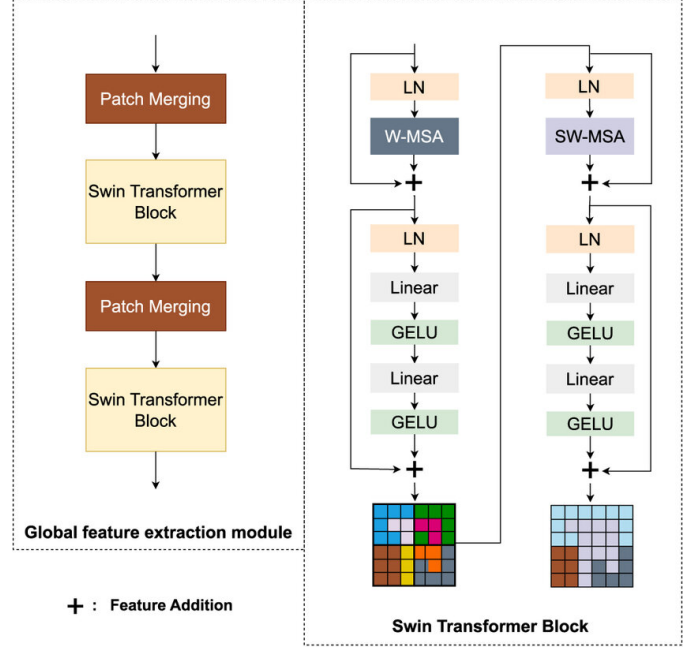 Patch Merging
Swin Transformer
Block
Patch Merging
Swin Transformer
Block
Global feature extraction module
+ : Feature Addition
LN
W-MSA
+
LN
Linear
GELU
Linear
GELU
+
LN
SW-MSA
+
LN
Linear
GELU
Linear
GELU
+
Swin Transformer Block